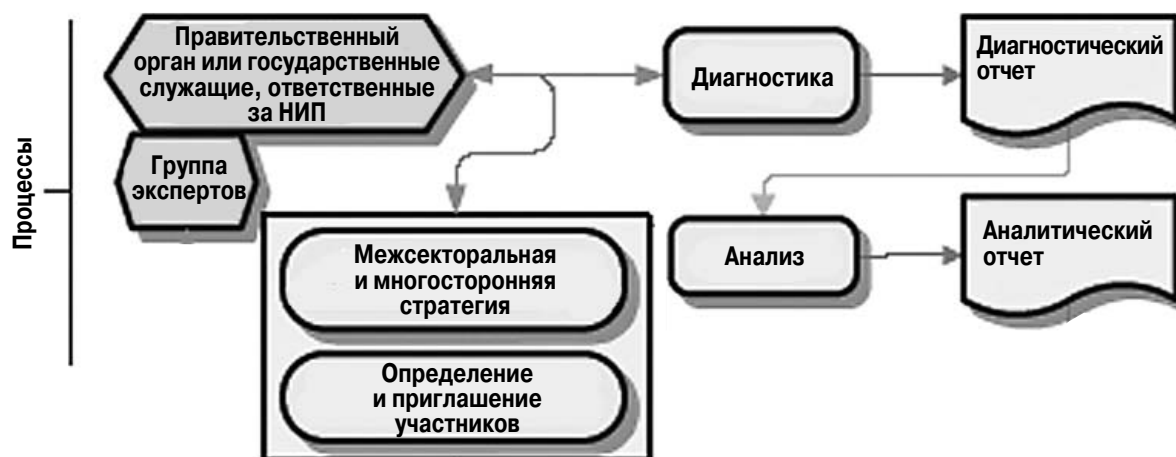 Процессы
Правительственный
орган или государственные
служащие, ответственные
за НИП
Группа
экспертов
Диагностика
Диагностический
отчет
Межсекторальная
и многосторонняя
стратегия
Определение
и приглашение
участников
Анализ
Аналитический
отчет